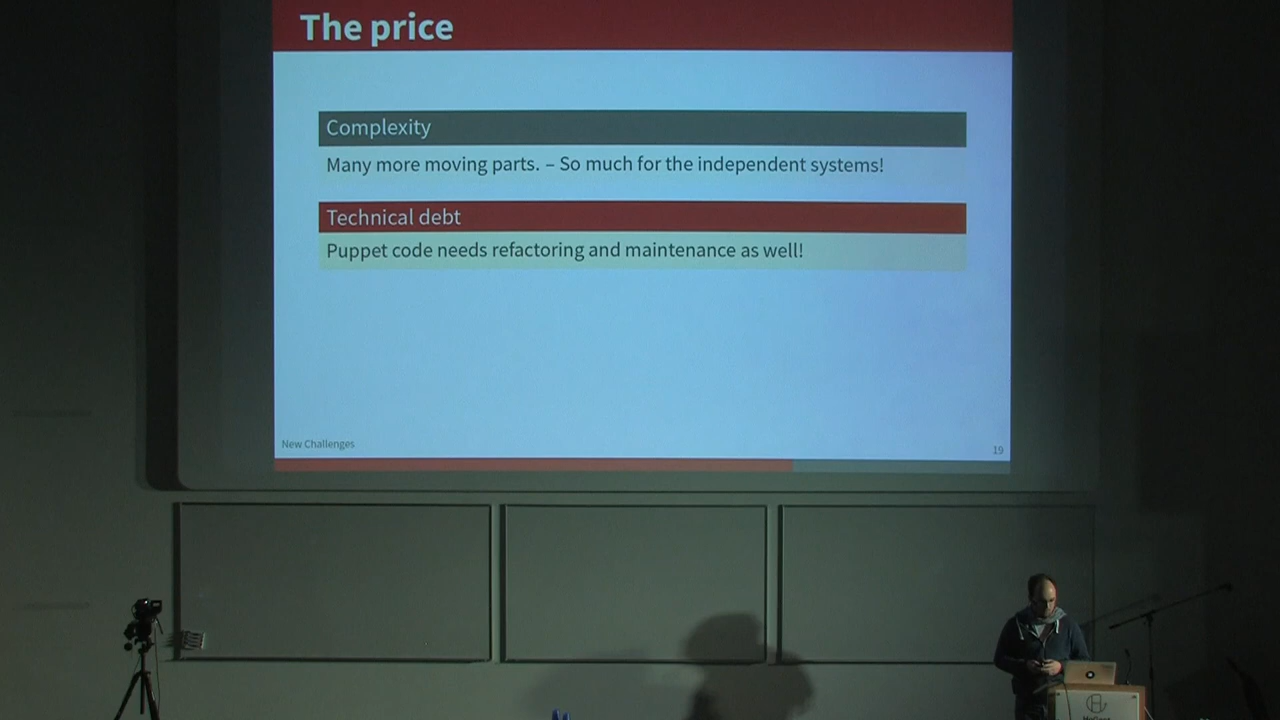 The price
Complexity
Many more moving parts. – So much for the independent systems!
Technical debt
Puppet code needs refactoring and maintenance as well!
New Challenges
19